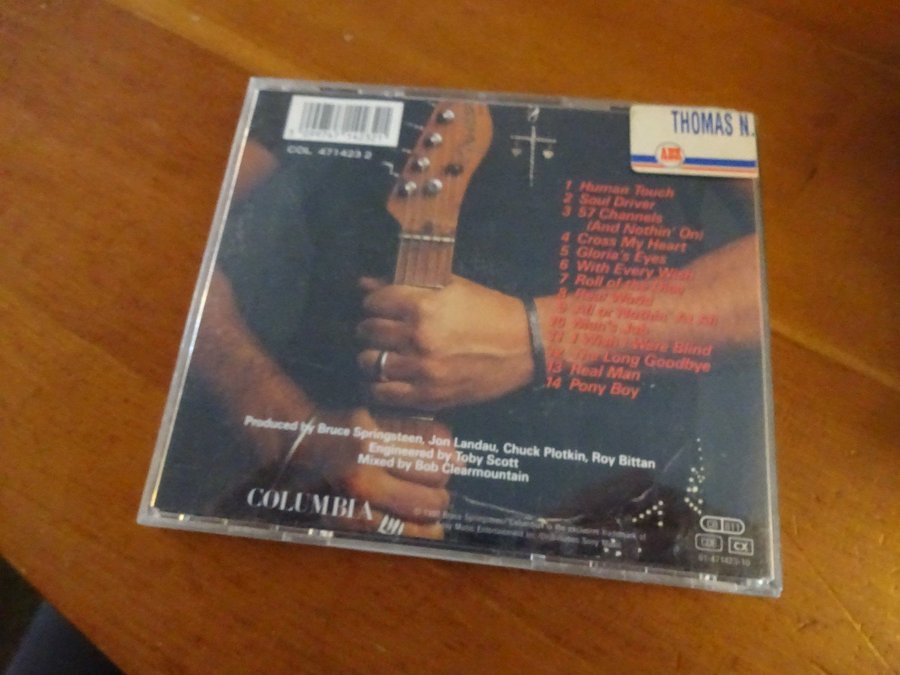 COL 471423 2
THOMAS N.
1 Human Touch
2 Soul Driver
3 57 Channels
(And Nothin' On)
4 Cross My Heart
5 Gloria's Eyes
6 With Every Wish
7 Roll of the Dice
8 Real World
9 All or Nothin' At All
10 Man's Job
11 I Wish I Were Blind
12 The Long Goodbye
13 Real Man
14 Pony Boy
Produced by Bruce Springsteen, Jon Landau, Chuck Plotkin, Roy Bittan
Engineered by Toby Scott
Mixed by Bob Clearmountain
COLUMBIA
01-471423-10